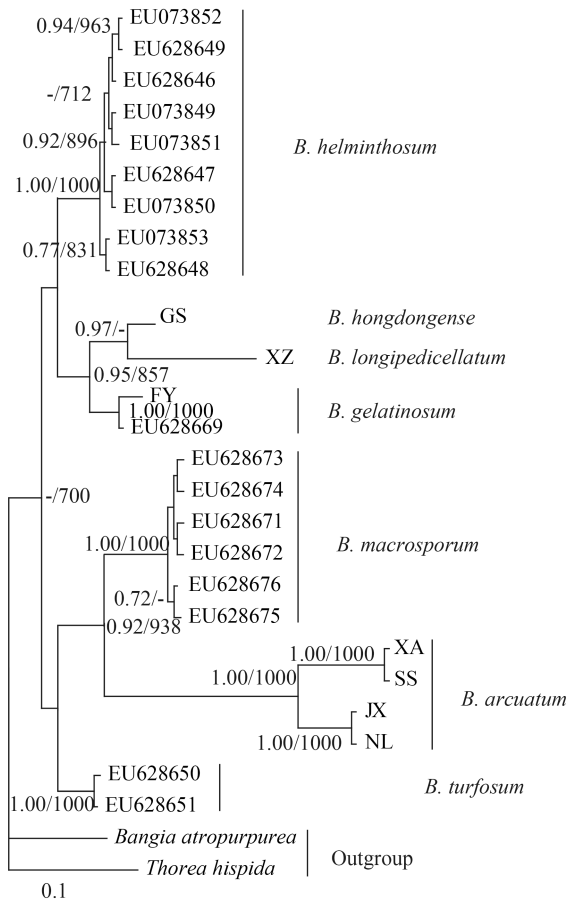 EU073852
0.94/963
EU628649
EU628646
-/712
EU073849
0.92/896
EU073851
B. helminthosum
EU628647
1.00/1000
EU073850
EU073853
0.77/831
EU628648
GS
B. hongdongense
0.97/-
XZ
B. longipedicellatum
0.95/857
FY
1.00/1000
B. gelatinosum
EU628669
EU628673
EU628674
-/700
EU628671
1.00/1000
EU628672
B. macrosporum
EU628676
0.72/-
EU628675
0.92/938
XA
1.00/1000
1.00/1000
SS
B. arcuatum
JX
1.00/1000
NL
EU628650
B. turfosum
1.00/1000
EU628651
Bangia atropurpurea
Outgroup
Thorea hispida
0.1